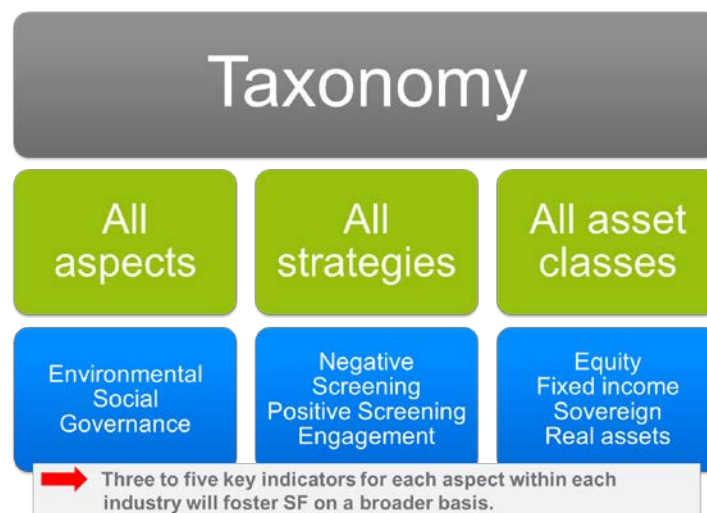 Taxonomy
All
aspects
All
strategies
All asset
classes
Environmental
Social
Governance
Negative
Screening
Positive Screening
Engagement
Equity
Fixed income
Sovereign
Real assets
Three to five key indicators for each aspect within each
industry will foster SF on a broader basis.